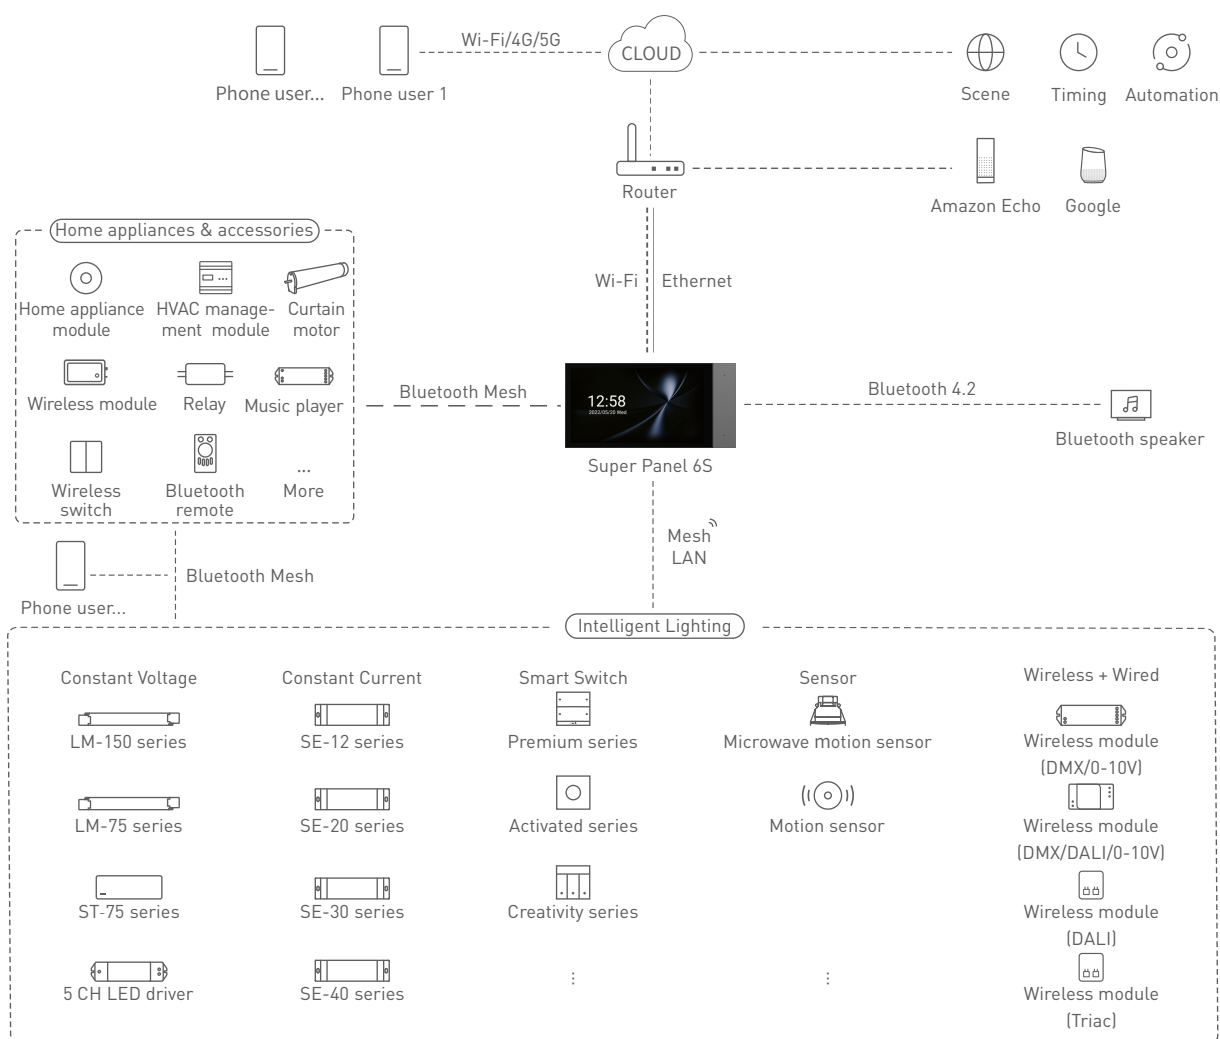 Wi-Fi/4G/5G
CLOUD
Phone user...
Phone user 1
Scene
Timing
Automation
Router
Amazon Echo
Google
Home appliances & accessories
Home appliance
module
HVAC manage-
ment module
Curtain
motor
Wireless module
Relay
Music player
Wireless
switch
Bluetooth
remote
...
More
Wi-Fi
Ethernet
Bluetooth Mesh
12:58
2022/05/20 Wed
Super Panel 6S
Bluetooth 4.2
Bluetooth speaker
Mesh
LAN
Phone user...
Bluetooth Mesh
Intelligent Lighting
Constant Voltage
LM-150 series
LM-75 series
ST-75 series
5 CH LED driver
Constant Current
SE-12 series
SE-20 series
SE-30 series
SE-40 series
Smart Switch
Premium series
Activated series
Creativity series
⋮
Sensor
Microwave motion sensor
Motion sensor
⋮
Wireless + Wired
Wireless module
(DMX/0-10V)
Wireless module
(DMX/DALI/0-10V)
Wireless module
(DALI)
Wireless module
(Triac)